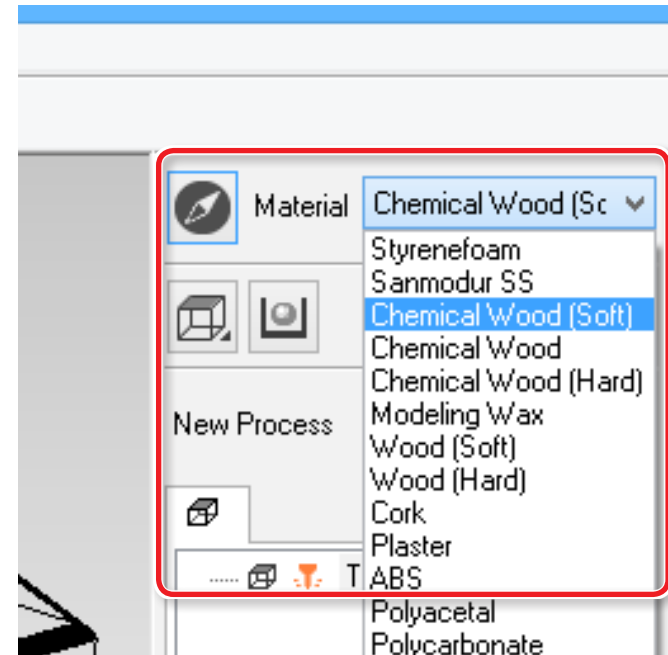 Material Chemical Wood (Sc
Styrenefoam
Sanmodur SS
Chemical Wood (Soft)
Chemical Wood
Chemical Wood (Hard)
Modeling Wax
New Process
Wood (Soft)
Wood (Hard)
Cork
Plaster
T ABS
Polyacetal
Polycarbonate